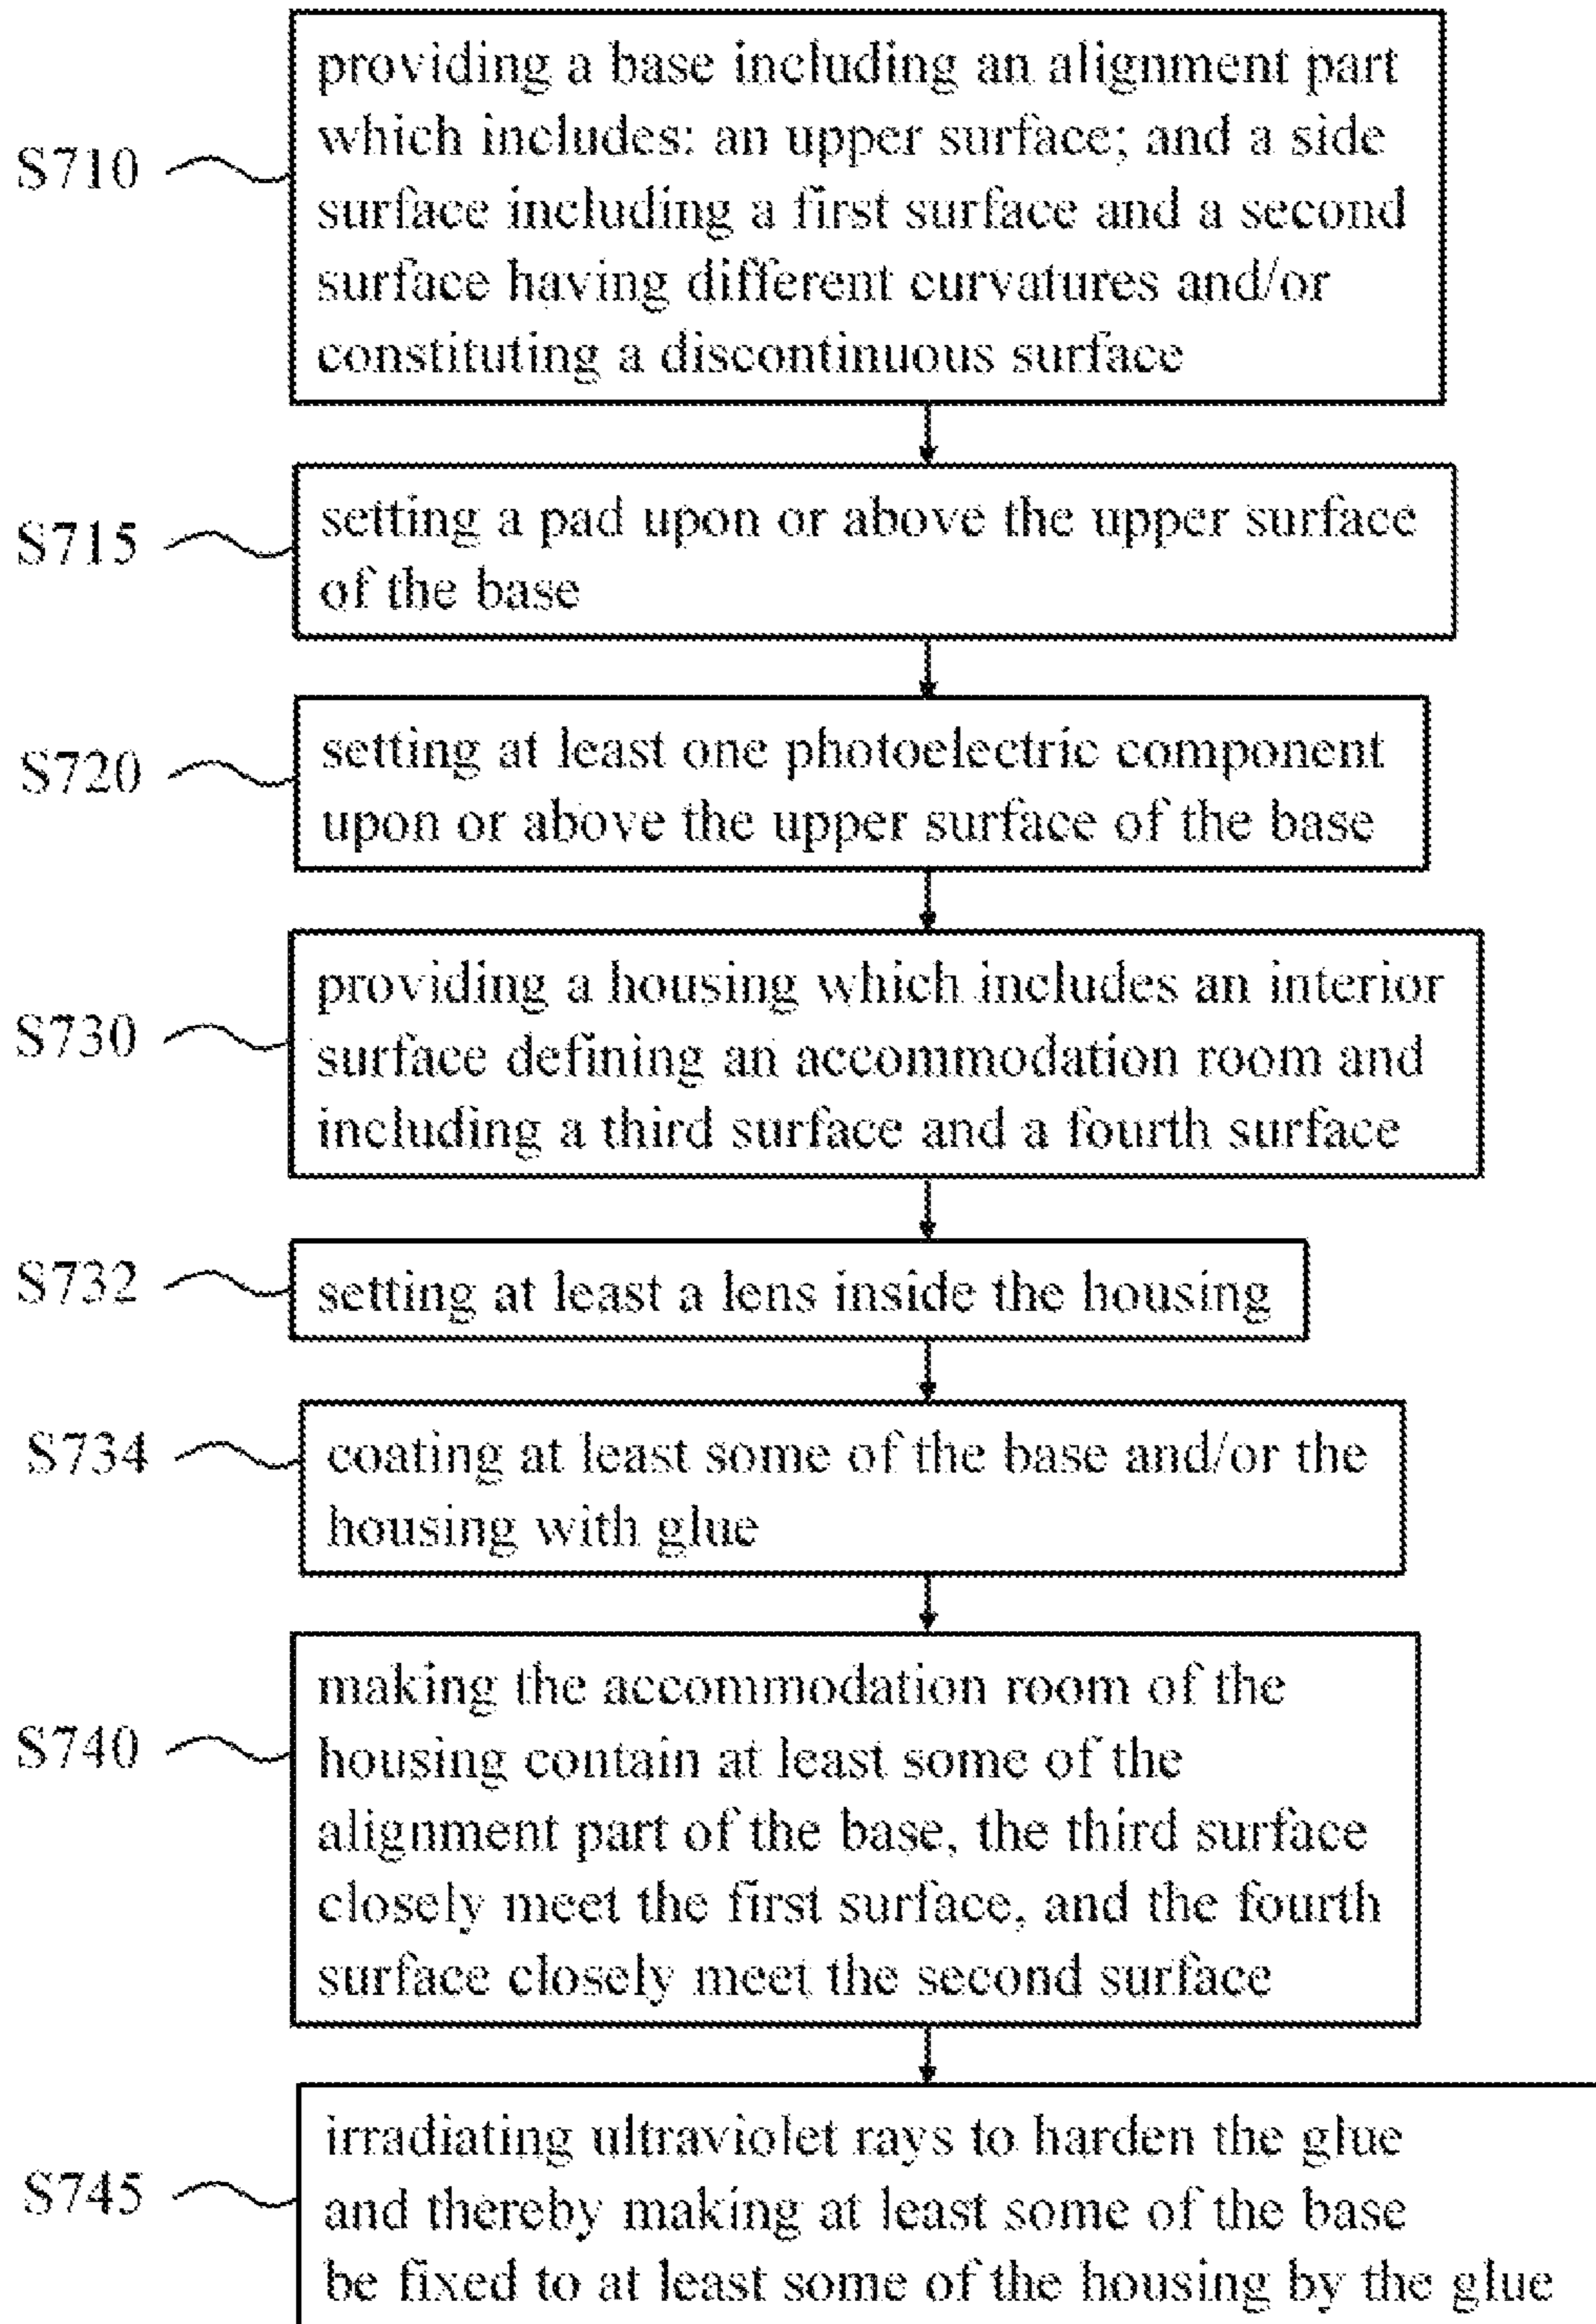 S710
providing a base including an alignment part
which includes: an upper surface; and a side
surface including a first surface and a second
surface having different curvatures and/or
constituting a discontinuous surface
S715
setting a pad upon or above the upper surface
of the base
S720
setting at least one photoelectric component
upon or above the upper surface of the base
S730
providing a housing which includes an interior
surface defining an accommodation room and
including a third surface and a fourth surface
S732
setting at least a lens inside the housing
S734
coating at least some of the base and/or the
housing with glue
S740
making the accommodation room of the
housing contain at least some of the
alignment part of the base, the third surface
closely meet the first surface, and the fourth
surface closely meet the second surface
S745
irradiating ultraviolet rays to harden the glue
and thereby making at least some of the base
be fixed to at least some of the housing by the glue